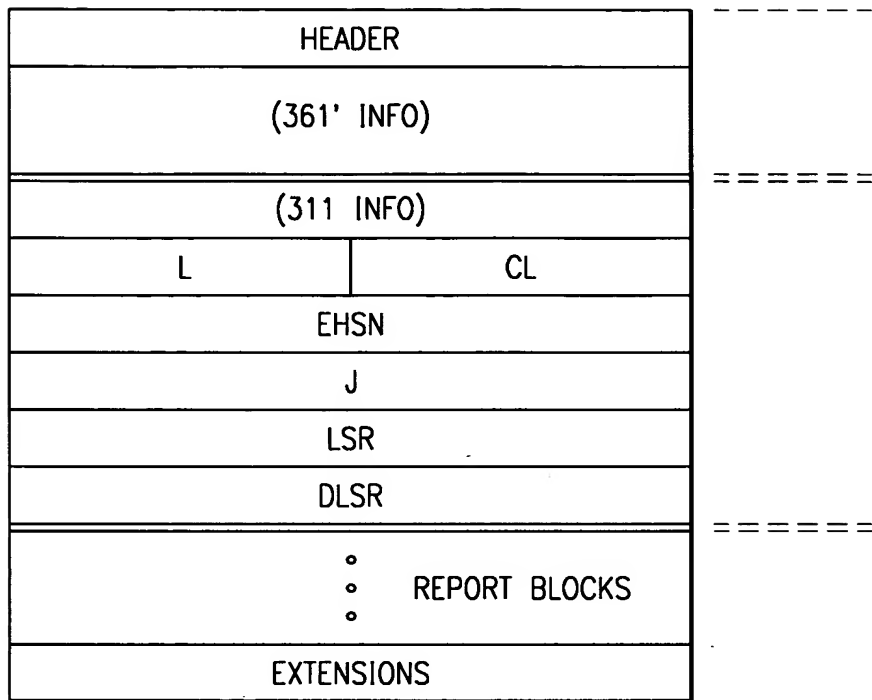 HEADER
(361' INFO)
(311 INFO)
L CL
EHSN
J
LSR
DLSR
REPORT BLOCKS
EXTENSIONS